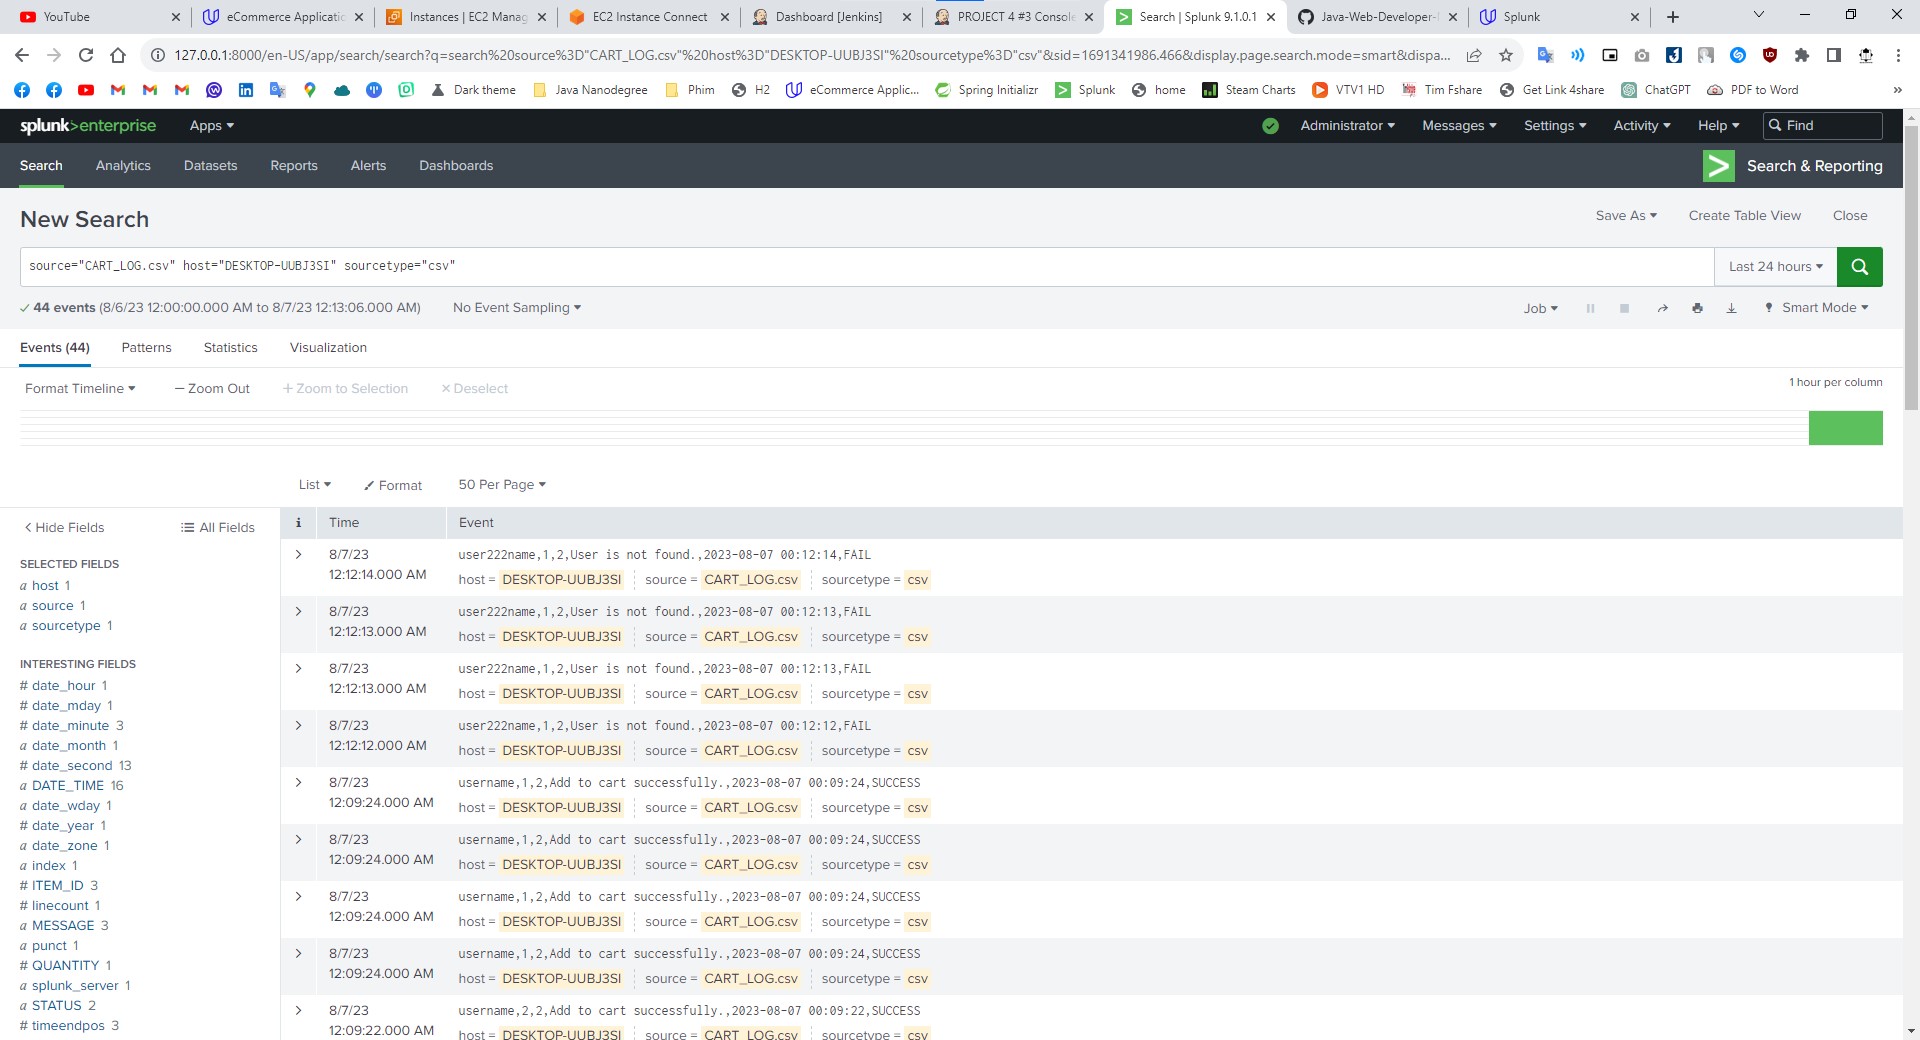 YouTube
eCommerce Applicatio
Instances | EC2 Manag
EC2 Instance Connect
Dashboard [Jenkins]
PROJECT 4 #3 Console
Search | Splunk 9.1.0.1
Java-Web-Developer-
Splunk
127.0.0.1:8000/en-US/app/search/search?q=search%20source%3D"CART_LOG.csv"%20host%3D"DESKTOP-UUBJ3SI"%20sourcetype%3D"csv"&sid=1691341986.466&display.page.search.mode=smart&dispa...
Dark theme
Java Nanodegree
Phim
H2
eCommerce Applic...
Spring Initializr
Splunk
home
Steam Charts
VTV1 HD
Tim Fshare
Get Link 4share
ChatGPT
PDF to Word
splunk>enterprise Apps
Administrator Messages Settings Activity Help Find
Search Analytics Datasets Reports Alerts Dashboards
Search & Reporting
New Search
Save As Create Table View Close
source="CART_LOG.csv" host="DESKTOP-UUBJ3SI" sourcetype="csv"
Last 24 hours
44 events (8/6/23 12:00:00.000 AM to 8/7/23 12:13:06.000 AM) No Event Sampling
Job Smart Mode
Events (44) Patterns Statistics Visualization
Format Timeline — Zoom Out + Zoom to Selection × Deselect
1 hour per column
List Format 50 Per Page
< Hide Fields All Fields
SELECTED FIELDS
a host 1
a source 1
a sourcetype 1
INTERESTING FIELDS
# date_hour 1
# date_mday 1
# date_minute 3
a date_month 1
# date_second 13
a DATE_TIME 16
a date_wday 1
# date_year 1
a date_zone 1
a index 1
# ITEM_ID 3
# linecount 1
a MESSAGE 3
a punct 1
# QUANTITY 1
a splunk_server 1
a STATUS 2
# timeendpos 3
i Time Event
8/7/23
12:12:14.000 AM
user222name,1,2,User is not found.,2023-08-07 00:12:14,FAIL
host = DESKTOP-UUBJ3SI source = CART_LOG.csv sourcetype = csv
8/7/23
12:12:13.000 AM
user222name,1,2,User is not found.,2023-08-07 00:12:13,FAIL
host = DESKTOP-UUBJ3SI source = CART_LOG.csv sourcetype = csv
8/7/23
12:12:13.000 AM
user222name,1,2,User is not found.,2023-08-07 00:12:13,FAIL
host = DESKTOP-UUBJ3SI source = CART_LOG.csv sourcetype = csv
8/7/23
12:12:12.000 AM
user222name,1,2,User is not found.,2023-08-07 00:12:12,FAIL
host = DESKTOP-UUBJ3SI source = CART_LOG.csv sourcetype = csv
8/7/23
12:09:24.000 AM
username,1,2,Add to cart successfully.,2023-08-07 00:09:24,SUCCESS
host = DESKTOP-UUBJ3SI source = CART_LOG.csv sourcetype = csv
8/7/23
12:09:24.000 AM
username,1,2,Add to cart successfully.,2023-08-07 00:09:24,SUCCESS
host = DESKTOP-UUBJ3SI source = CART_LOG.csv sourcetype = csv
8/7/23
12:09:24.000 AM
username,1,2,Add to cart successfully.,2023-08-07 00:09:24,SUCCESS
host = DESKTOP-UUBJ3SI source = CART_LOG.csv sourcetype = csv
8/7/23
12:09:24.000 AM
username,1,2,Add to cart successfully.,2023-08-07 00:09:24,SUCCESS
host = DESKTOP-UUBJ3SI source = CART_LOG.csv sourcetype = csv
8/7/23
12:09:22.000 AM
username,2,2,Add to cart successfully.,2023-08-07 00:09:22,SUCCESS
host = DESKTOP-UUBJ3SI source = CART_LOG.csv sourcetype = csv